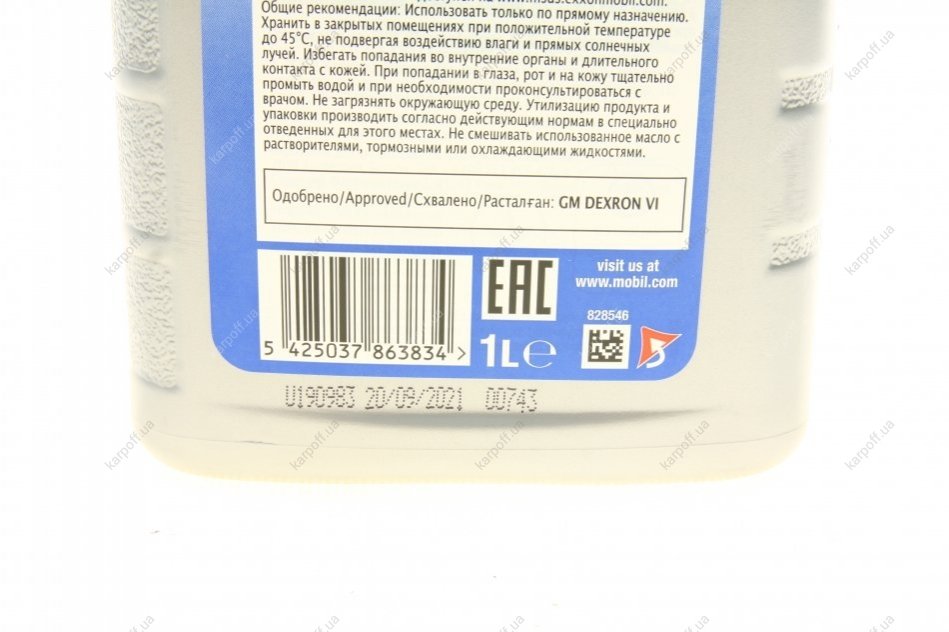 Общие рекомендации: Использовать только по прямому назначению.
Хранить в закрытых помещениях при положительной температуре
до 45°С, не подвергая воздействию влаги и прямых солнечных
лучей. Избегать попадания во внутренние органы и длительного
контакта с кожей. При попадании в глаза, рот и на кожу тщательно
промыть водой и при необходимости проконсультироваться с
врачом. Не загрязнять окружающую среду. Утилизацию продукта и
упаковки производить согласно действующим нормам в специально
отведенных для этого местах. Не смешивать использованное масло с
растворителями, тормозными или охлаждающими жидкостями.
Одобрено/Approved/Схвалено/Расталған: GM DEXRON VI
EAC
visit us at
www.mobil.com
828546
5 425037 863834 >
1L℮
U190983 20/09/2021 00743
karpoff.ua